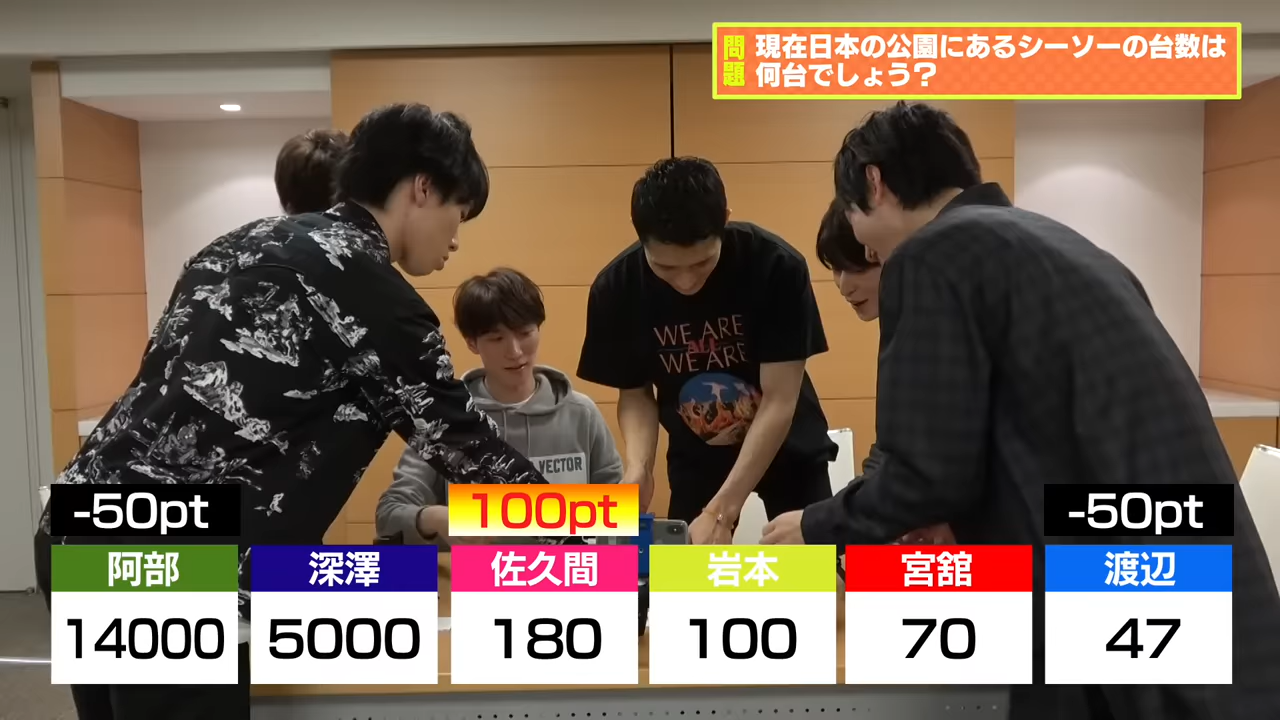 問題
現在日本の公園にあるシーソーの台数は
何台でしょう？
WE ARE
ALL
WE ARE
VECTOR
-50pt
100pt
-50pt
阿部
深澤
佐久間
岩本
宮舘
渡辺
14000
5000
180
100
70
47